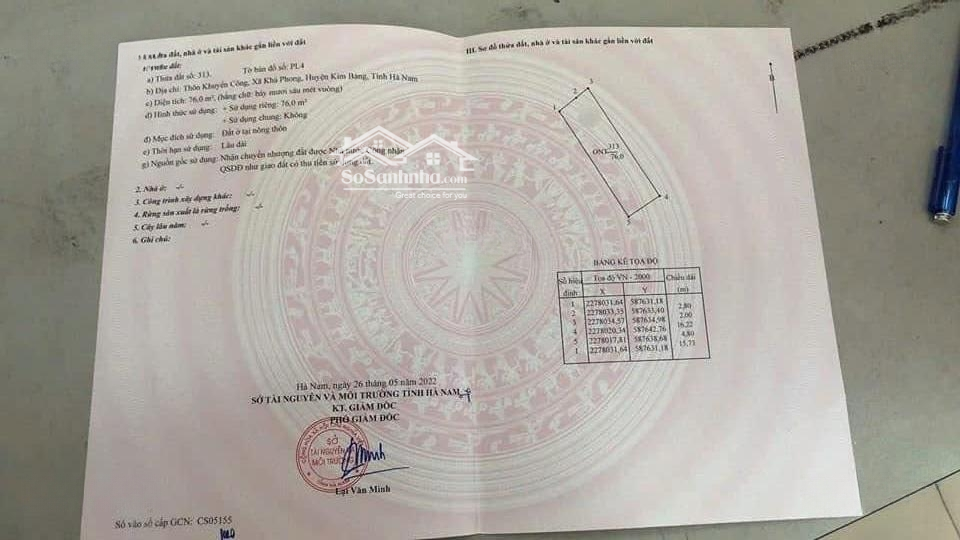 đất, nhà ở và tài sản khác gắn liền với đất
a) Thửa đất số: 313. Tờ bản đồ số: PL4
b) Địa chỉ: Thôn Khuyến Công, Xã Khả Phong, Huyện Kim Bảng, Tỉnh Hà Nam
c) Diện tích: 76,0 m², (bằng chữ: bảy mươi sáu mét vuông)
d) Hình thức sử dụng: + Sử dụng riêng: 76,0 m²
+ Sử dụng chung: Không
đ) Mục đích sử dụng: Đất ở tại nông thôn
e) Thời hạn sử dụng: Lâu dài
g) Nguồn gốc sử dụng: Nhận chuyển nhượng đất được Nhà nước Công nhận
QSDĐ như giao đất có thu tiền sử dụng đất.
2. Nhà ở: -/-
3. Công trình xây dựng khác: -/-
4. Rừng sản xuất là rừng trồng: -/-
5. Cây lâu năm: -/-
6. Ghi chú:
SoSanhnha.com
Great choice for you
Hà Nam, ngày 26 tháng 05 năm 2022
SỞ TÀI NGUYÊN VÀ MÔI TRƯỜNG TỈNH HÀ NAM
KT. GIÁM ĐỐC
PHÓ GIÁM ĐỐC
SỞ
TÀI NGUYÊN
MÔI TRƯỜNG
Lại Văn Minh
Số vào sổ cấp GCN: CS05155
III. Sơ đồ thửa đất, nhà ở và tài sản khác gắn liền với đất
B
1
2
3
4
5
ONT 313
76,0
BẢNG KÊ TỌA ĐỘ
Số hiệu đỉnh Tọa độ VN - 2000 Chiều dài (m)
X Y
1 2278031,64 587631,18
2,80
2 2278033,35 587633,40
2,00
3 2278034,57 587634,98
16,22
4 2278020,34 587642,76
4,80
5 2278017,81 587638,68
15,73
1 2278031,64 587631,18